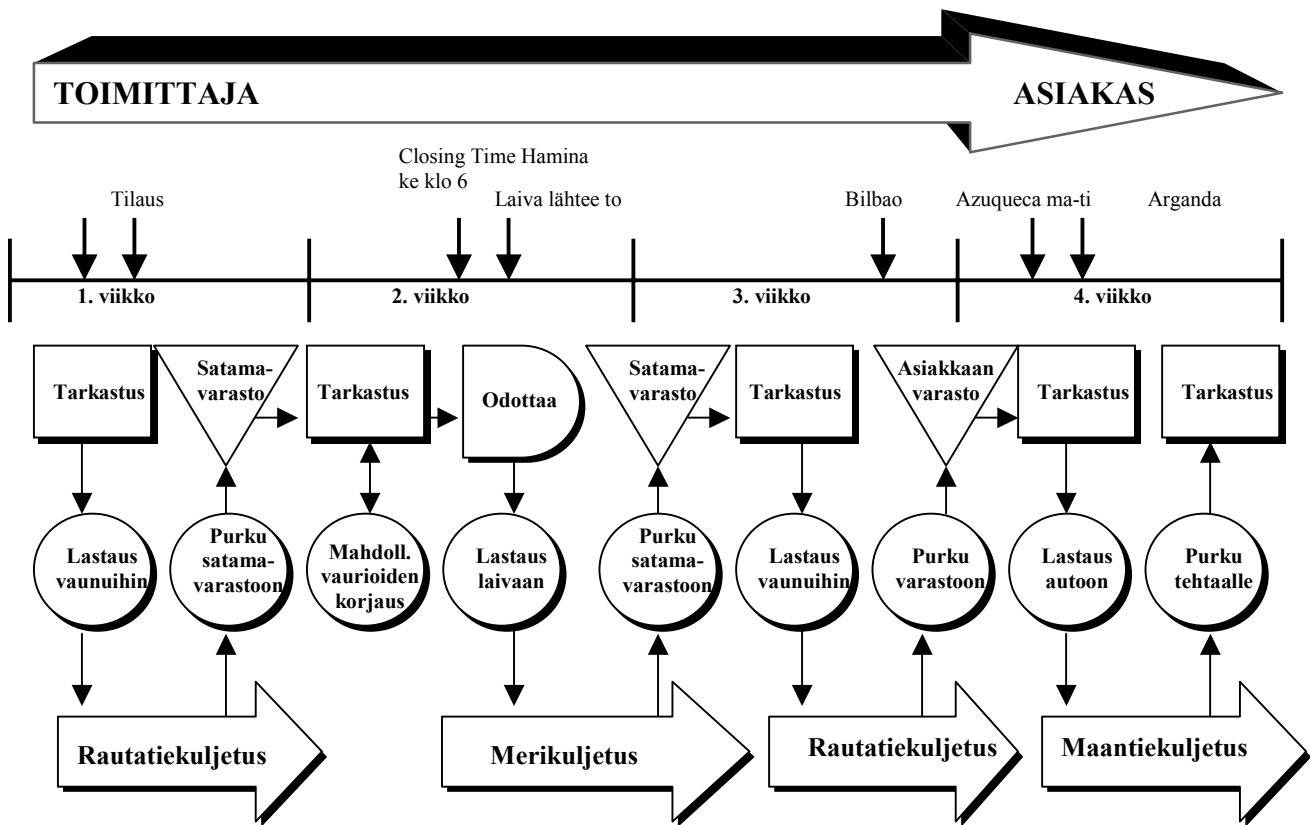 TOIMITTAJA
ASIAKAS
Closing Time Hamina
ke klo 6
Tilaus
Laiva lähtee to
Bilbao
Azuqueca ma-ti
Arganda
1. viikko
2. viikko
3. viikko
4. viikko
Tarkastus
Satama-
varasto
Tarkastus
Odottaa
Satama-
varasto
Tarkastus
Asiakkaan
varasto
Tarkastus
Tarkastus
Lastaus
vaunuihin
Purku
satama-
varastoon
Mahdoll.
vaurioiden
korjaus
Lastaus
laivaan
Purku
satama-
varastoon
Lastaus
vaunuihin
Purku
varastoon
Lastaus
autoon
Purku
tehtaalle
Rautatiekuljetus
Merikuljetus
Rautatiekuljetus
Maantiekuljetus